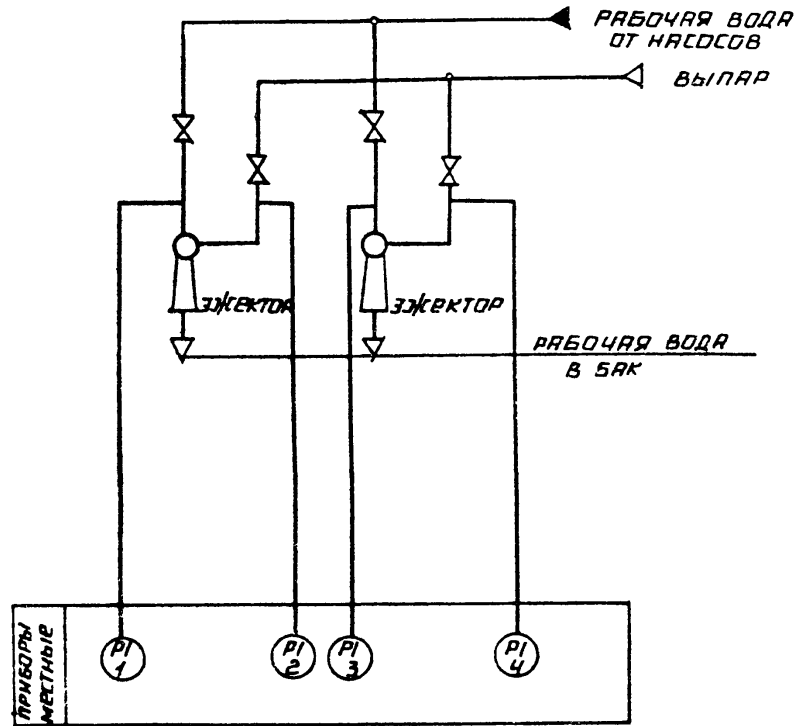 РАБОЧАЯ ВОДА
ОТ НАСОСОВ
ВЫПАР
ЭЖЕКТОР
ЭЖЕКТОР
РАБОЧАЯ ВОДА
В БАК
ПРИБОРЫ
МЕСТНЫЕ
PI
1
PI
2
PI
3
PI
4